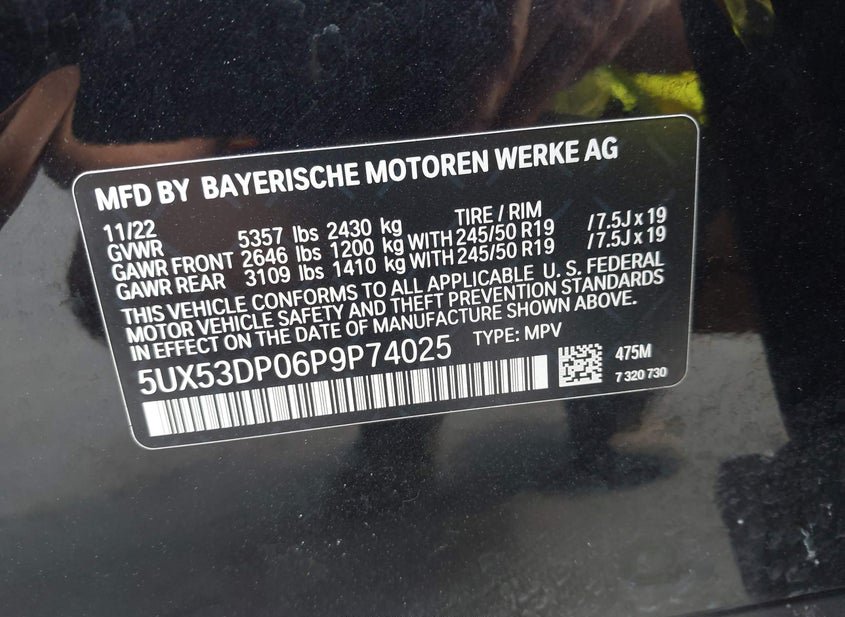 MFD BY BAYERISCHE MOTOREN WERKE AG
11/22 TIRE / RIM
GVWR 5357 lbs 2430 kg
GAWR FRONT 2646 lbs 1200 kg WITH 245/50 R19 /7.5J x 19
GAWR REAR 3109 lbs 1410 kg WITH 245/50 R19 /7.5J x 19
THIS VEHICLE CONFORMS TO ALL APPLICABLE U. S. FEDERAL
MOTOR VEHICLE SAFETY AND THEFT PREVENTION STANDARDS
IN EFFECT ON THE DATE OF MANUFACTURE SHOWN ABOVE.
5UX53DP06P9P74025 TYPE: MPV
475M
7 320 730